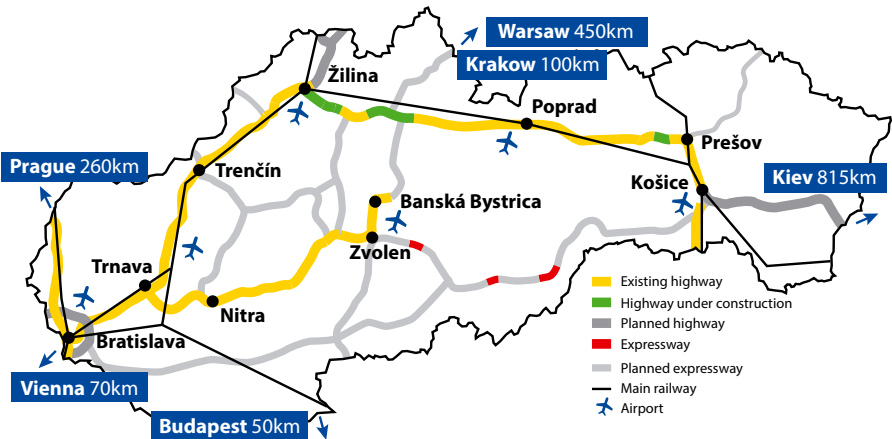 Warsaw 450km
Krakow 100km
Žilina
Poprad
Prešov
Prague 260km
Trenčín
Košice
Kiev 815km
Banská Bystrica
Zvolen
Trnava
Nitra
Bratislava
Vienna 70km
Budapest 50km
Existing highway
Highway under construction
Planned highway
Expressway
Planned expressway
Main railway
Airport